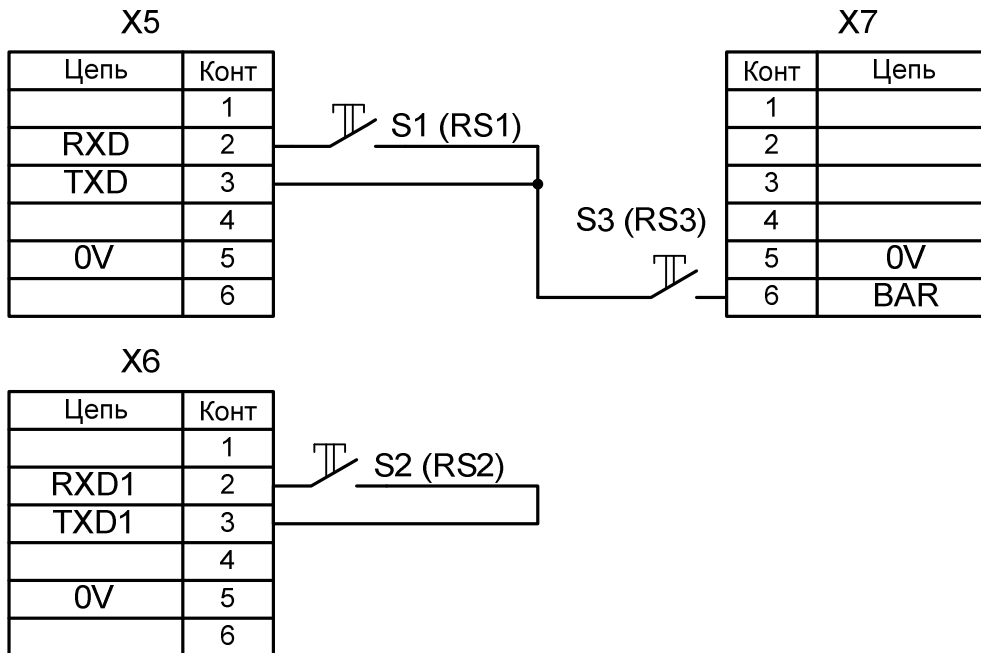 X5
Цепь Конт
1
RXD 2
TXD 3
4
0V 5
6
S1 (RS1)
S3 (RS3)
X7
Конт Цепь
1
2
3
4
5 0V
6 BAR
X6
Цепь Конт
1
RXD1 2
TXD1 3
4
0V 5
6
S2 (RS2)